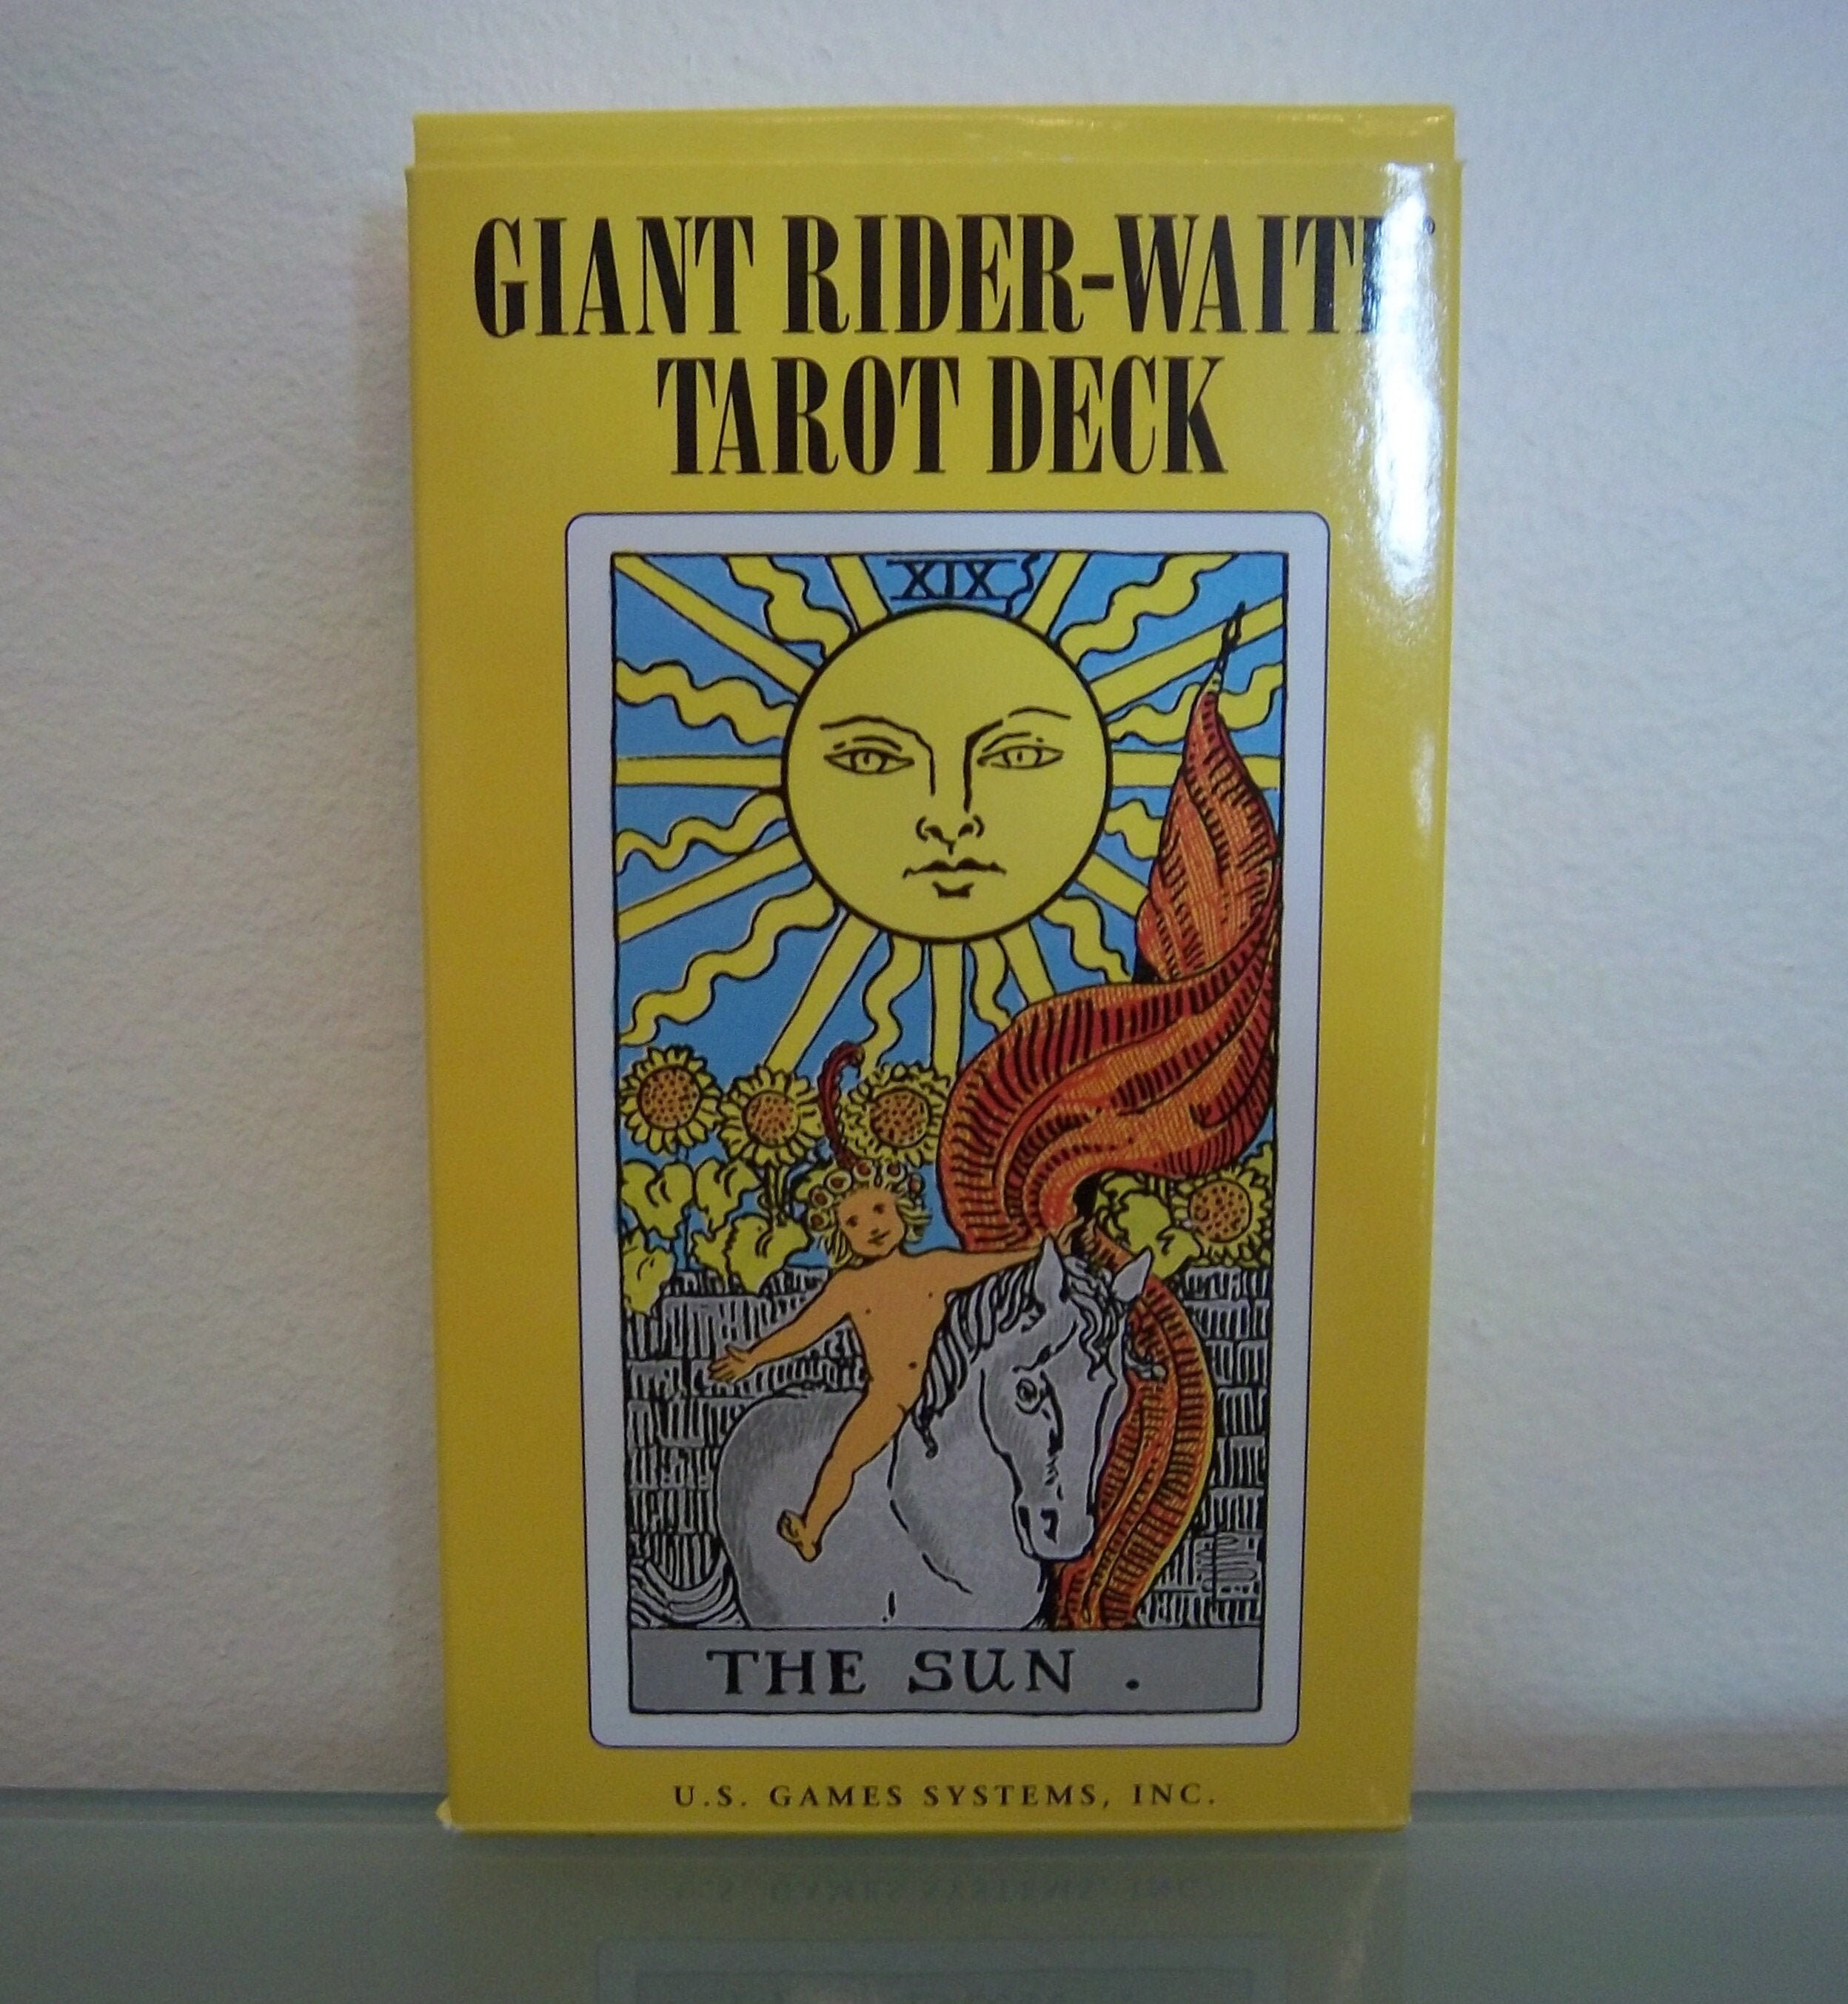 GIANT RIDER-WAITE®
TAROT DECK
XIX
THE SUN .
U.S. GAMES SYSTEMS, INC.